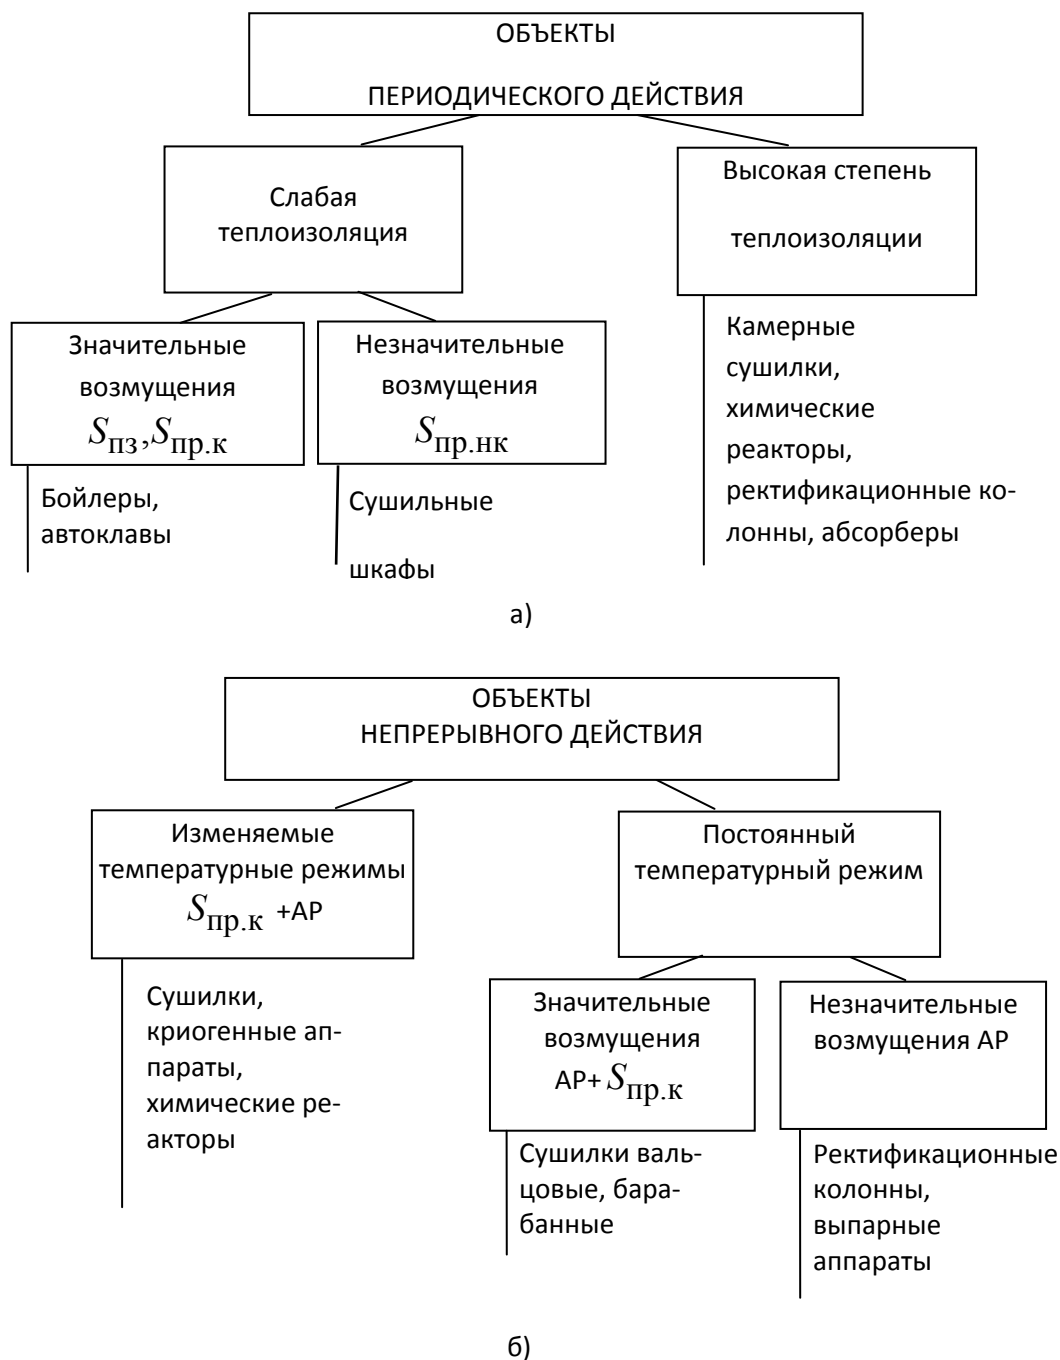 ОБЪЕКТЫ
ПЕРИОДИЧЕСКОГО ДЕЙСТВИЯ
Слабая
теплоизоляция
Высокая степень
теплоизоляции
Значительные
возмущения
Sпз,Sпр.к
Незначительные
возмущения
Sпр.нк
Бойлеры,
автоклавы
Сушильные
шкафы
Камерные
сушилки,
химические
реакторы,
ректификационные ко-
лонны, абсорберы
а)
ОБЪЕКТЫ
НЕПРЕРЫВНОГО ДЕЙСТВИЯ
Изменяемые
температурные режимы
Sпр.к +АР
Постоянный
температурный режим
Сушилки,
криогенные ап-
параты,
химические ре-
акторы
Значительные
возмущения
АР+ Sпр.к
Незначительные
возмущения АР
Сушилки валь-
цовые, бара-
банные
Ректификационные
колонны,
выпарные
аппараты
б)